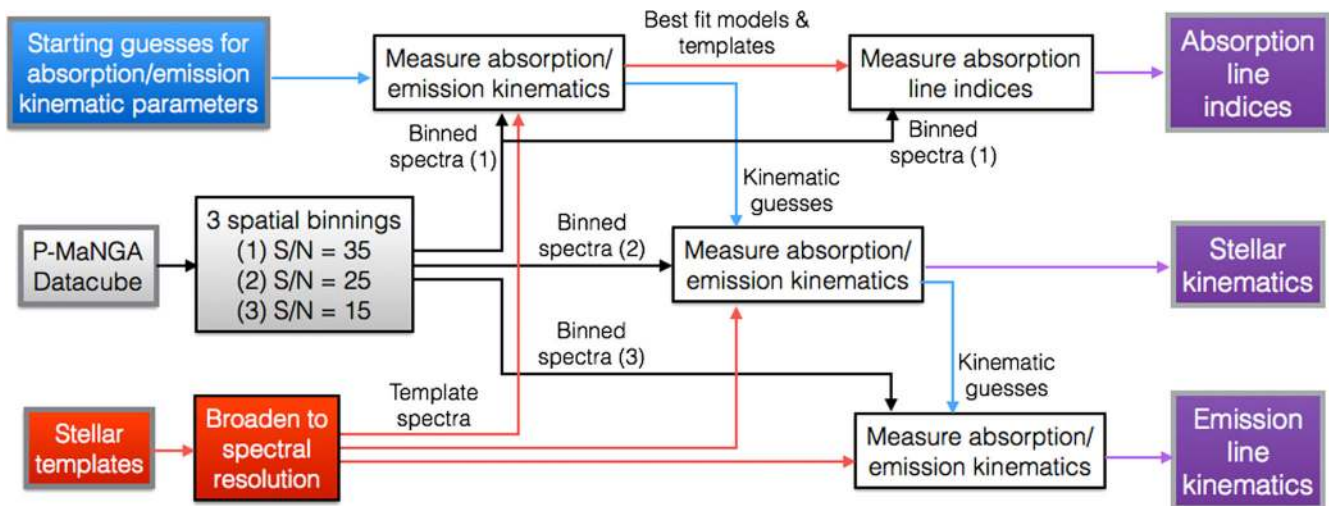 Starting guesses for
absorption/emission
kinematic parameters
Measure absorption/
emission kinematics
Best fit models &
templates
Measure absorption
line indices
Absorption
line
indices
Binned
spectra (1)
Binned
spectra (1)
Kinematic
guesses
P-MaNGA
Datacube
3 spatial binnings
(1) S/N = 35
(2) S/N = 25
(3) S/N = 15
Binned
spectra (2)
Measure absorption/
emission kinematics
Stellar
kinematics
Binned
spectra (3)
Kinematic
guesses
Stellar
templates
Broaden to
spectral
resolution
Template
spectra
Measure absorption/
emission kinematics
Emission
line
kinematics